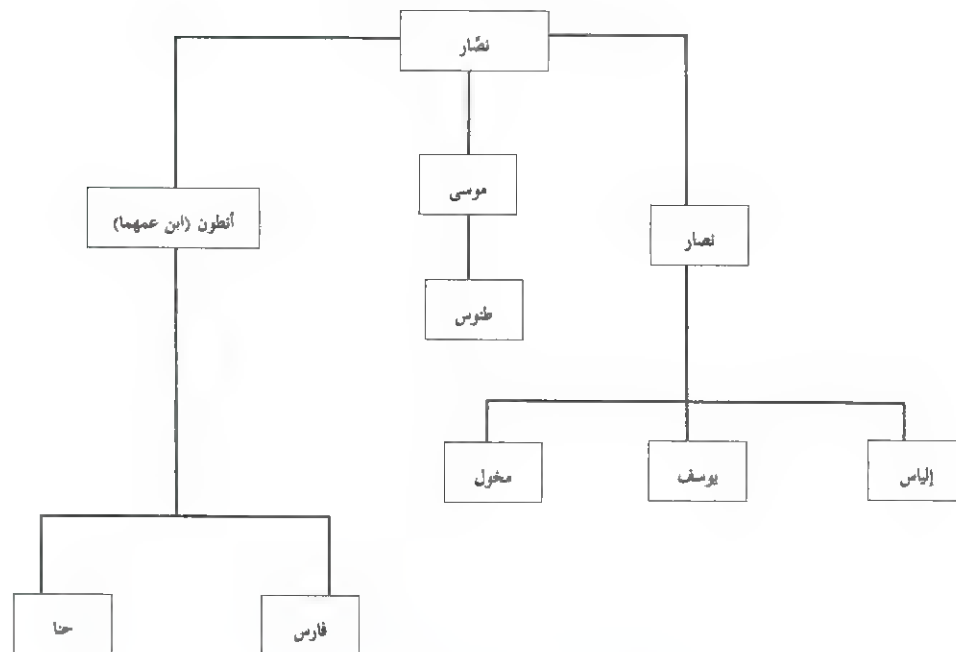 نصَّار
موسى
أنطون (ابن عمهما)
نصار
طنوس
إلياس
يوسف
مخول
فارس
حنا